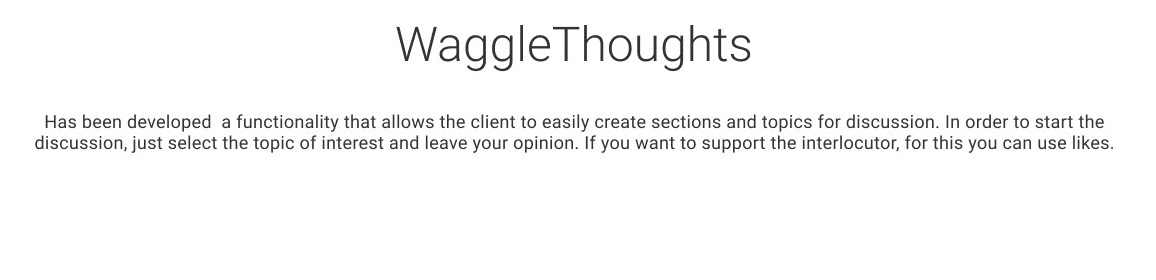 WaggleThoughts
Has been developed  a functionality that allows the client to easily create sections and topics for discussion. In order to start the
discussion, just select the topic of interest and leave your opinion. If you want to support the interlocutor, for this you can use likes.